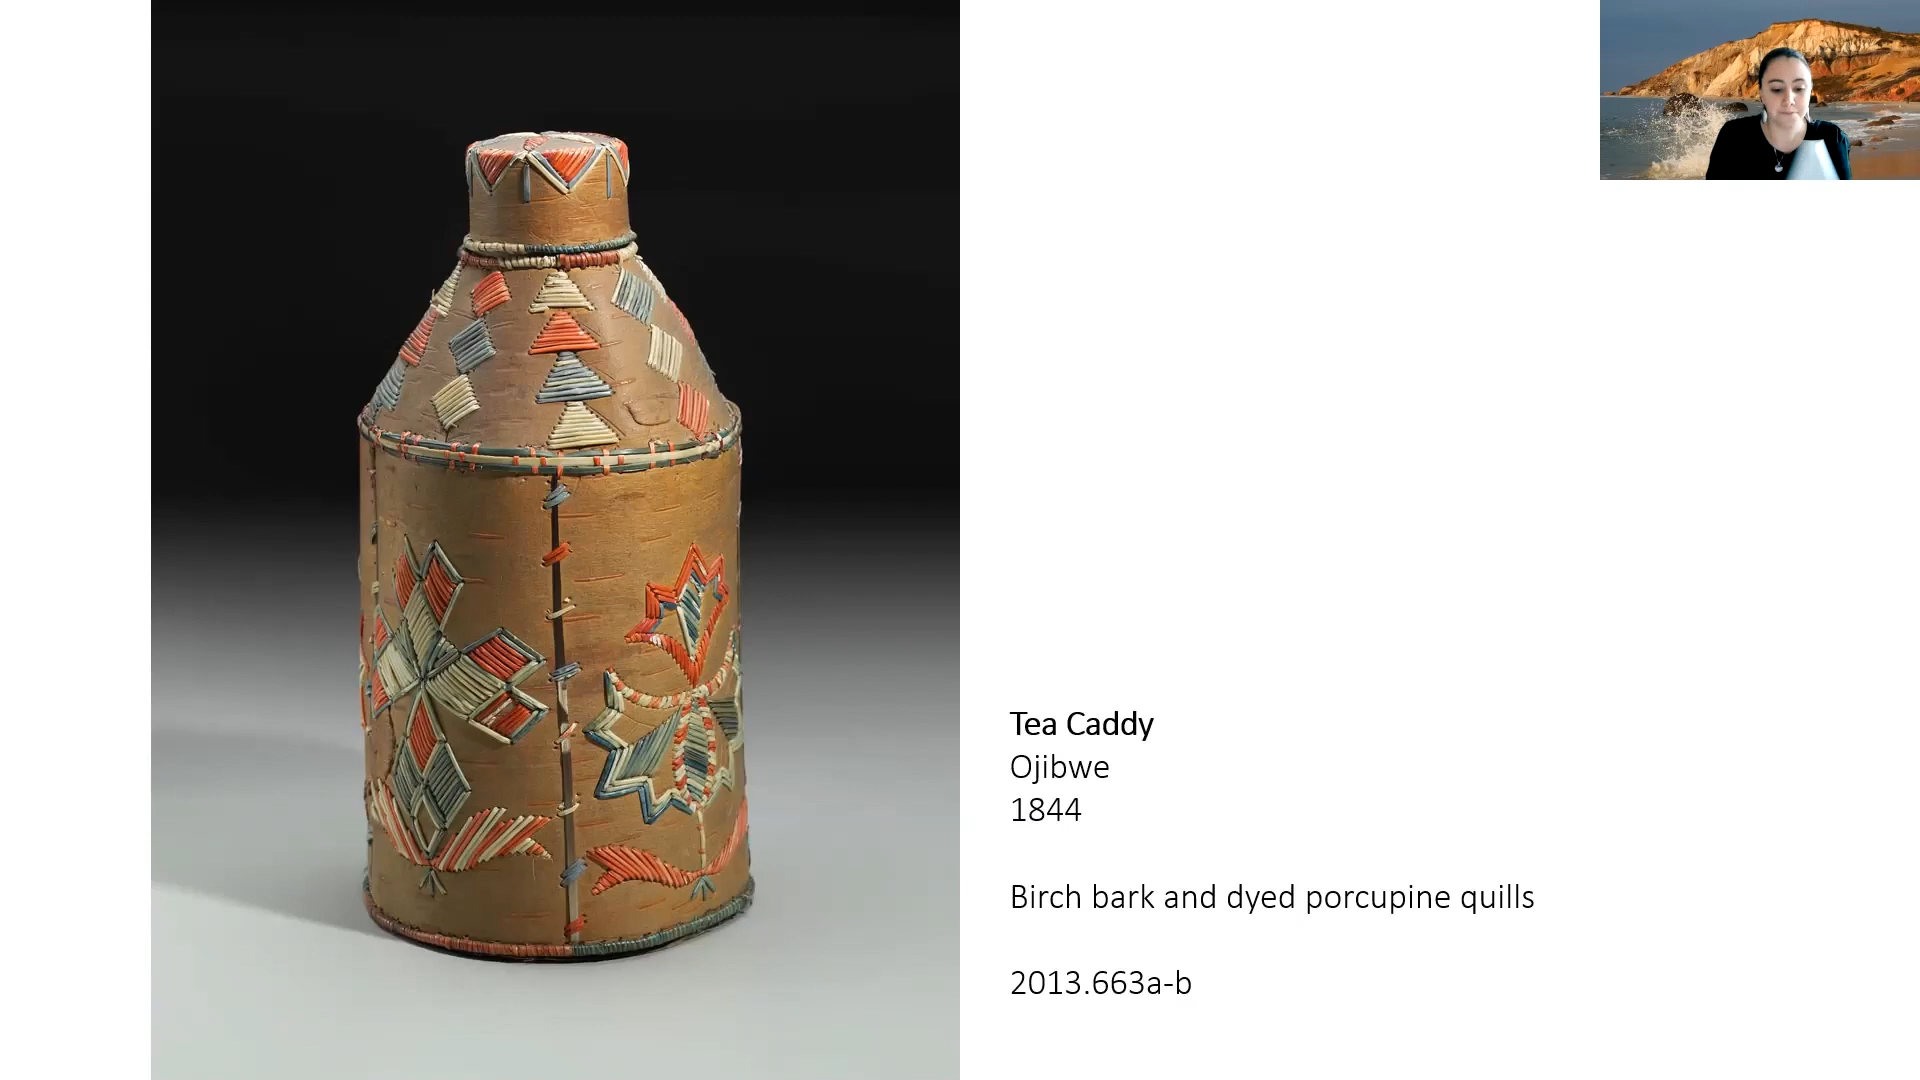 Tea Caddy
Ojibwe
1844
Birch bark and dyed porcupine quills
2013.663a-b